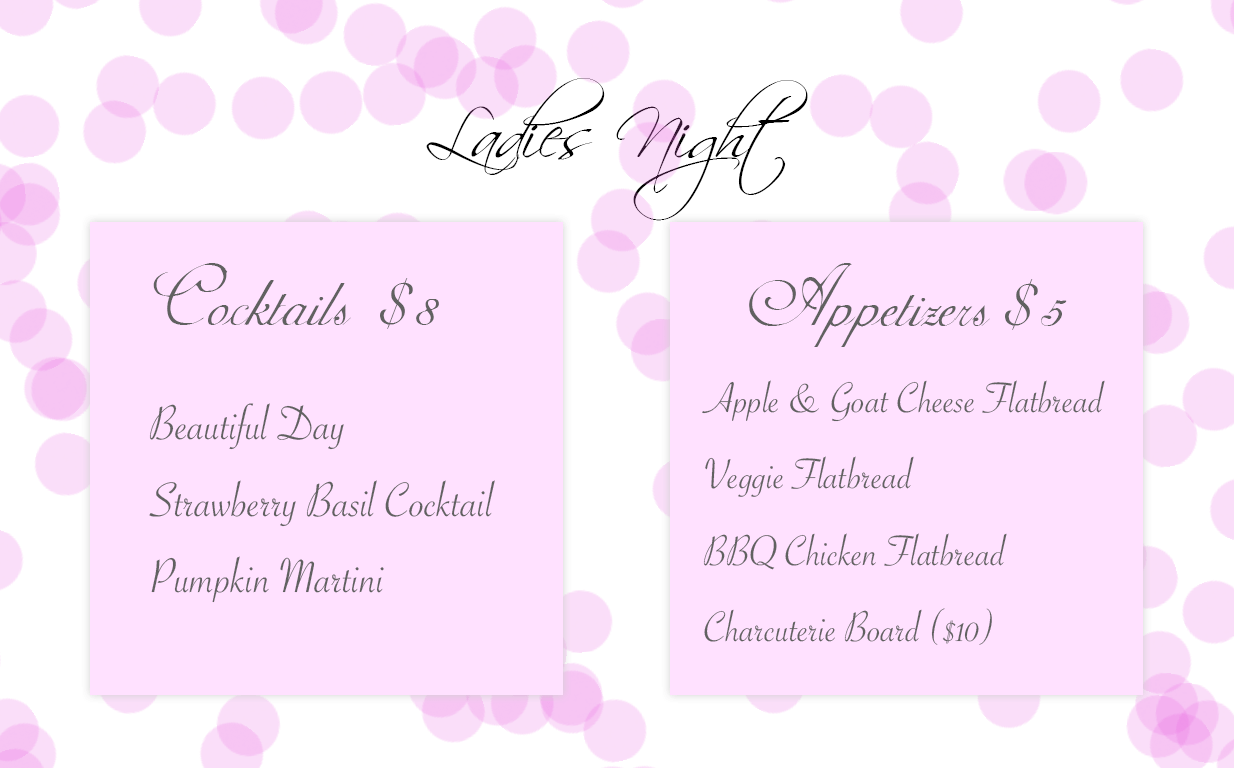 Ladies Night
Cocktails $8
Beautiful Day
Strawberry Basil Cocktail
Pumpkin Martini
Appetizers $5
Apple & Goat Cheese Flatbread
Veggie Flatbread
BBQ Chicken Flatbread
Charcuterie Board ($10)